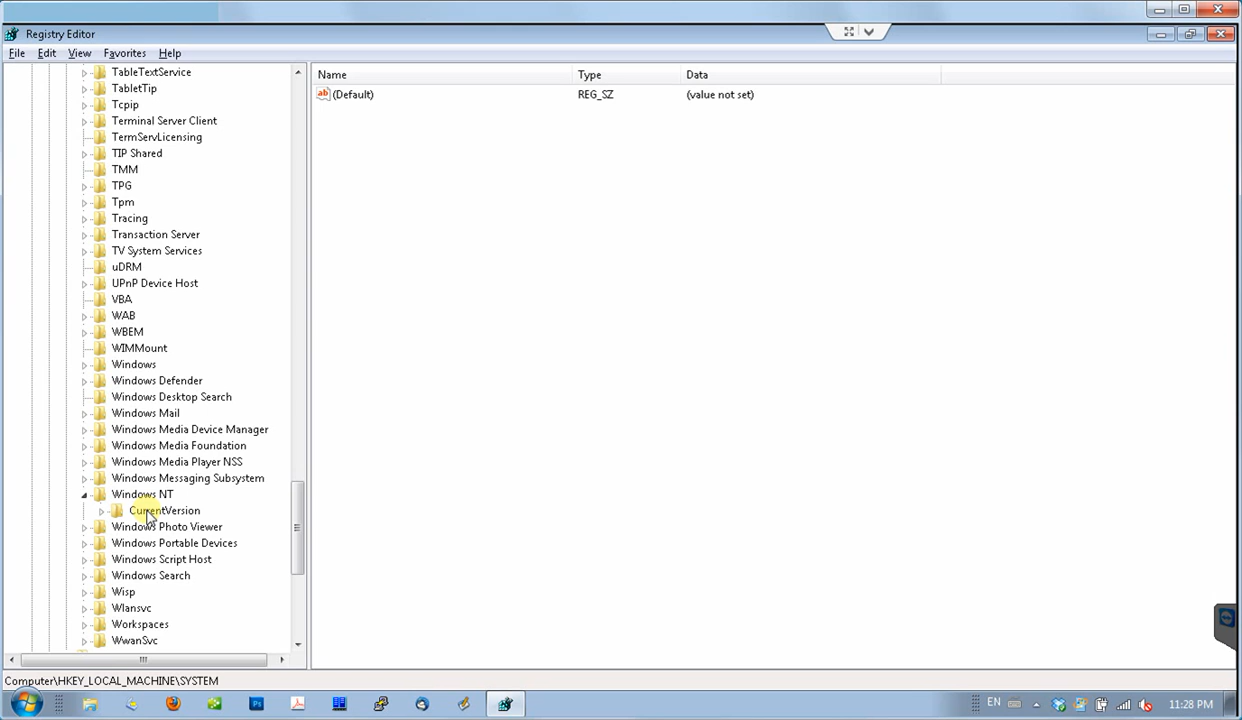 Registry Editor
File Edit View Favorites Help
TableTextService
TabletTip
Tcpip
Terminal Server Client
TermServLicensing
TIP Shared
TMM
TPG
Tpm
Tracing
Transaction Server
TV System Services
uDRM
UPnP Device Host
VBA
WAB
WBEM
WIMMount
Windows
Windows Defender
Windows Desktop Search
Windows Mail
Windows Media Device Manager
Windows Media Foundation
Windows Media Player NSS
Windows Messaging Subsystem
Windows NT
CurrentVersion
Windows Photo Viewer
Windows Portable Devices
Windows Script Host
Windows Search
Wisp
Wlansvc
Workspaces
WwanSvc
Name Type Data
ab (Default) REG_SZ (value not set)
Computer\HKEY_LOCAL_MACHINE\SYSTEM
EN 11:28 PM